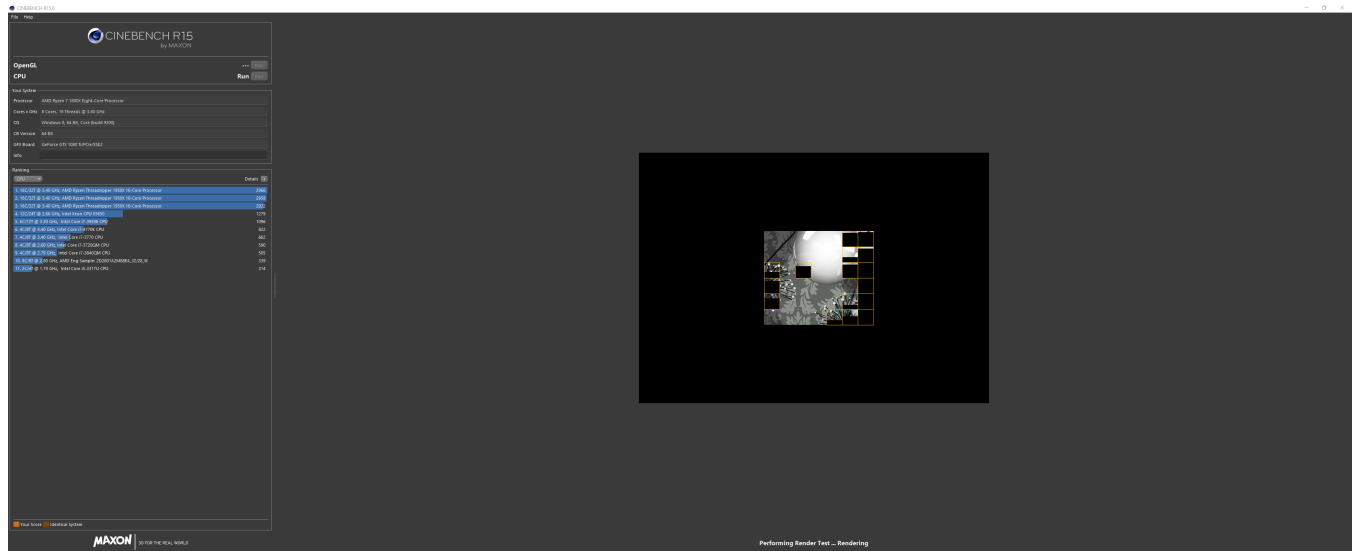 CINEBENCH R15.0
File Help
CINEBENCH R15
by MAXON
OpenGL ---
CPU Run
Your System
Processor AMD Ryzen 7 1800X Eight-Core Processor
Cores x GHz 8 Cores, 16 Threads @ 3.60 GHz
OS Windows 8, 64 Bit, Core (build 9200)
OS Version 64 Bit
GFX Board GeForce GTX 1080 Ti/PCIe/SSE2
Info
Ranking
CPU Details
1. 16C/32T @ 3.40 GHz, AMD Ryzen Threadripper 1950X 16-Core Processor 2966
2. 16C/32T @ 3.40 GHz, AMD Ryzen Threadripper 1950X 16-Core Processor 2958
3. 16C/32T @ 3.40 GHz, AMD Ryzen Threadripper 1950X 16-Core Processor 2922
4. 12C/24T @ 2.66 GHz, Intel Xeon CPU X5650 1279
5. 6C/12T @ 3.30 GHz, Intel Core i7-3930K CPU 1096
6. 4C/8T @ 4.40 GHz, Intel Core i7-4770K CPU 822
7. 4C/8T @ 3.40 GHz, Intel Core i7-3770 CPU 662
8. 4C/8T @ 2.60 GHz, Intel Core i7-3720QM CPU 590
9. 4C/8T @ 2.79 GHz, Intel Core i7-3840QM CPU 505
10. 8C/8T @ GHz, AMD Eng Sample: 339
11. 2C/4T @ 1.70 GHz, Intel Core i5-3317U CPU 214
Your Score Identical System
MAXON 3D FOR THE REAL WORLD
Performing Render Test ... Rendering